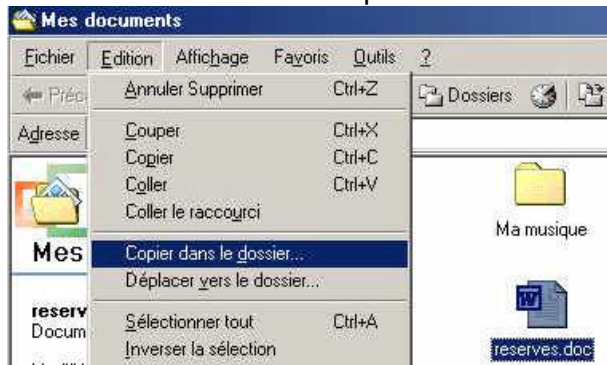 Mes documents
Fichier Edition Affichage Favoris Outils ?
Annuler Supprimer Ctrl+Z
Dossiers
Adresse
Couper Ctrl+X
Copier Ctrl+C
Coller Ctrl+V
Coller le raccourci
Ma musique
Mes
Copier dans le dossier...
Déplacer vers le dossier...
reserv
Docum
Sélectionner tout Ctrl+A
Inverser la sélection
reserves.doc